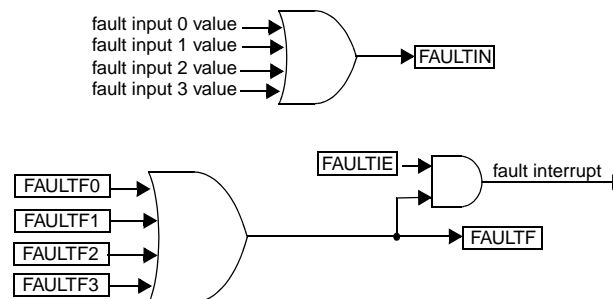 fault input 0 value
fault input 1 value
fault input 2 value
fault input 3 value
FAULTIN
FAULTIE
fault interrupt
FAULTF0
FAULTF1
FAULTF2
FAULTF3
FAULTF